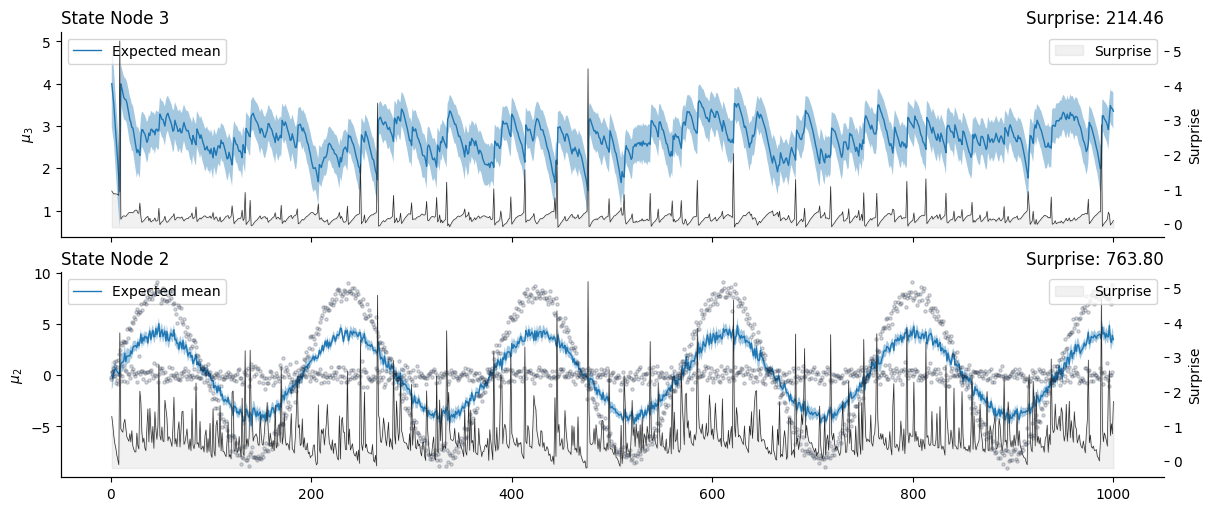 State Node 3 Surprise: 214.46
Expected mean
Surprise
5
4
3
2
1
μ3
5
4
3
2
1
0
Surprise
State Node 2 Surprise: 763.80
Expected mean
Surprise
10
5
0
−5
μ2
5
4
3
2
1
0
Surprise
0 200 400 600 800 1000